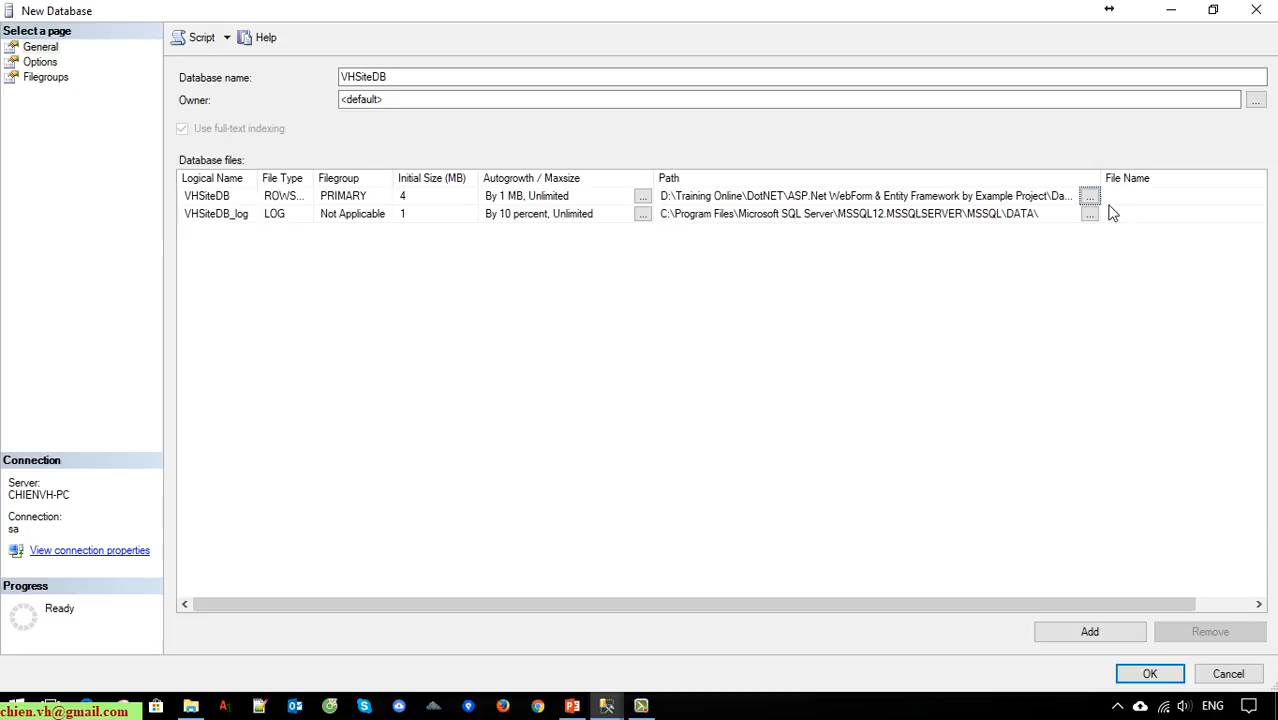 New Database
Select a page
General
Options
Filegroups
Script
Help
Database name:
VHSiteDB
Owner:
<default>
...
Use full-text indexing
Database files:
Logical Name File Type Filegroup Initial Size (MB) Autogrowth / Maxsize Path File Name
VHSiteDB ROWS... PRIMARY 4 By 1 MB, Unlimited ... D:\Training Online\DotNET\ASP.Net WebForm & Entity Framework by Example Project\Da... ...
VHSiteDB_log LOG Not Applicable 1 By 10 percent, Unlimited ... C:\Program Files\Microsoft SQL Server\MSSQL12.MSSQLSERVER\MSSQL\DATA\ ...
Connection
Server:
CHIENVH-PC
Connection:
sa
View connection properties
Progress
Ready
Add
Remove
OK
Cancel
chien.vh@gmail.com
ENG